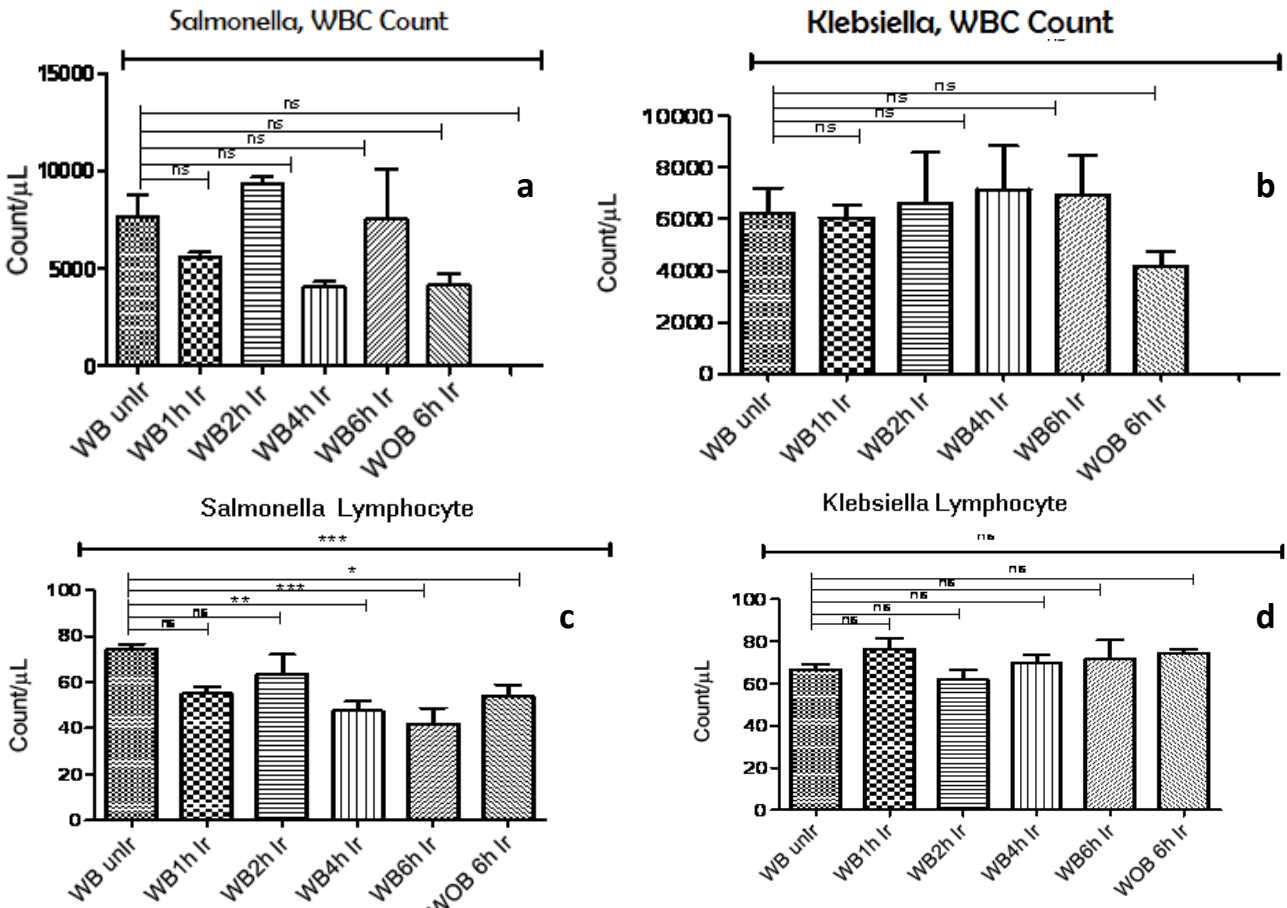 Salmonella, WBC Count
15000
10000
5000
0
Count/μL
ns
ns
ns
ns
ns
a
WB unIr
WB1h Ir
WB2h Ir
WB4h Ir
WB6h Ir
WOB 6h Ir
Klebsiella, WBC Count
10000
8000
6000
4000
2000
0
Count/μL
ns
ns
ns
ns
b
WB unIr
WB1h Ir
WB2h Ir
WB4h Ir
WB6h Ir
WOB 6h Ir
Salmonella Lymphocyte
***
*
***
**
ns
ns
100
80
60
40
20
0
Count/μL
c
WB unIr
WB1h Ir
WB2h Ir
WB4h Ir
WB6h Ir
WOB 6h Ir
Klebsiella Lymphocyte
ns
ns
ns
ns
ns
ns
100
80
60
40
20
0
Count/μL
d
WB unIr
WB1h Ir
WB2h Ir
WB4h Ir
WB6h Ir
WOB 6h Ir